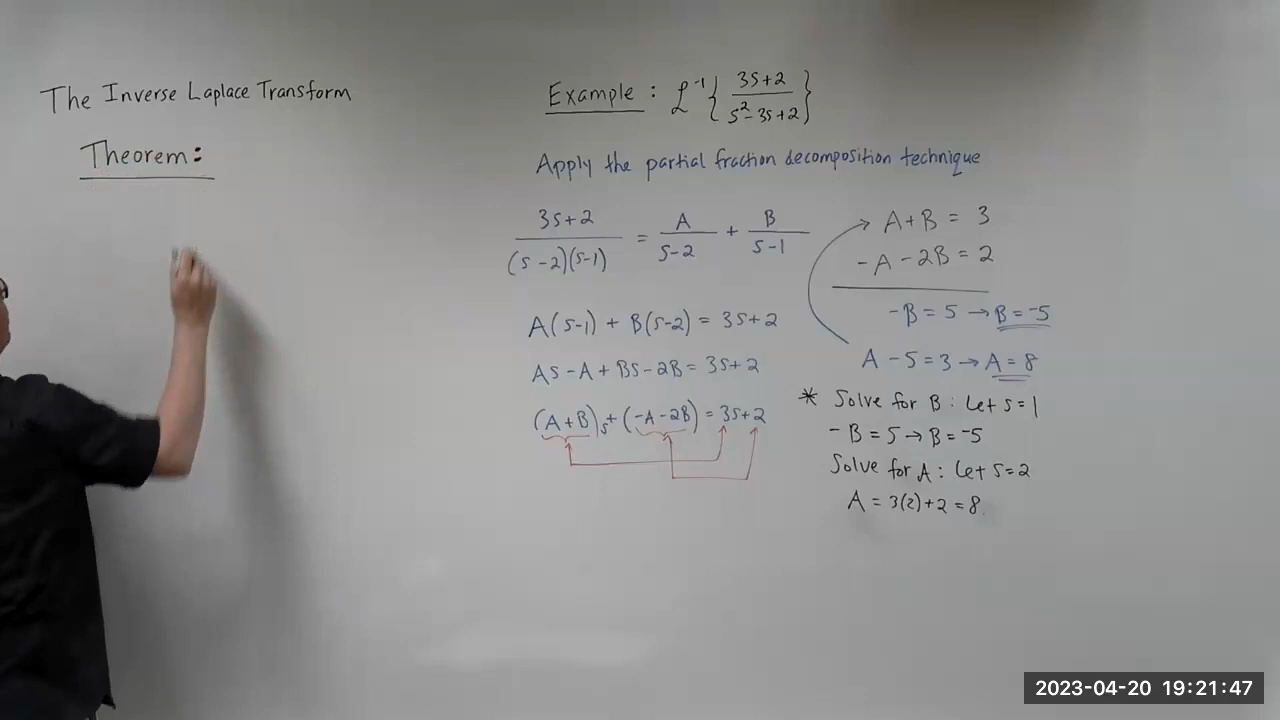 The Inverse Laplace Transform
Theorem:
Example : ℒ⁻¹{ (3s+2)/(s²-3s+2) }
Apply the partial fraction decomposition technique
(3s+2)/((s-2)(s-1)) = A/(s-2) + B/(s-1)
A(s-1) + B(s-2) = 3s+2
As - A + Bs - 2B = 3s+2
(A+B)s + (-A-2B) = 3s+2
A+B = 3
-A-2B = 2
-B = 5 → B = -5
A - 5 = 3 → A = 8
* Solve for B : Let s=1
-B = 5 → B = -5
Solve for A : Let s=2
A = 3(2)+2 = 8
2023-04-20 19:21:47